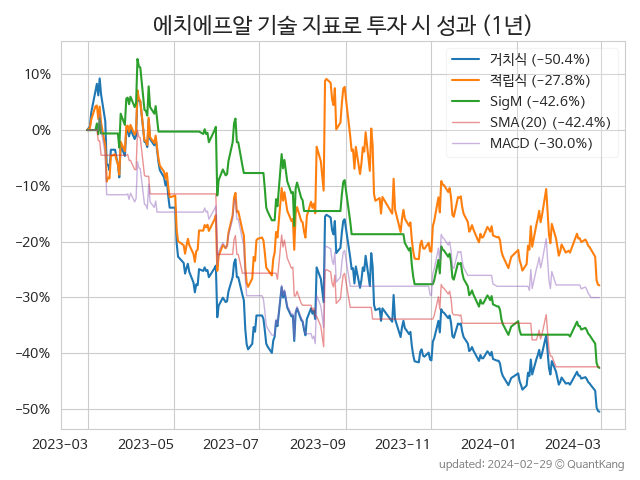 에치에프알 기술 지표로 투자 시 성과 (1년)
거치식 (−50.4%)
적립식 (−27.8%)
SigM (−42.6%)
SMA(20) (−42.4%)
MACD (−30.0%)
10%
0%
−10%
−20%
−30%
−40%
−50%
2023−03 2023−05 2023−07 2023−09 2023−11 2024−01 2024−03
updated: 2024−02−29 © QuantKang